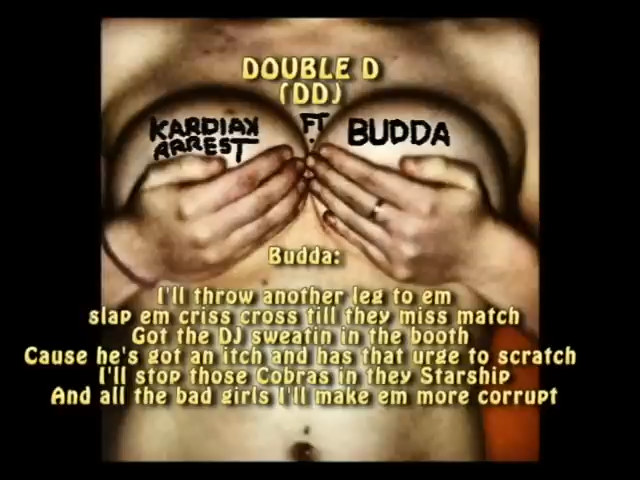 DOUBLE D
(DD)
KARDIAK ARREST
FT.
BUDDA
Budda:
I'll throw another leg to em
slap em criss cross till they miss match
Got the DJ sweatin in the booth
Cause he's got an itch and has that urge to scratch
I'll stop those Cobras in they Starship
And all the bad girls I'll make em more corrupt